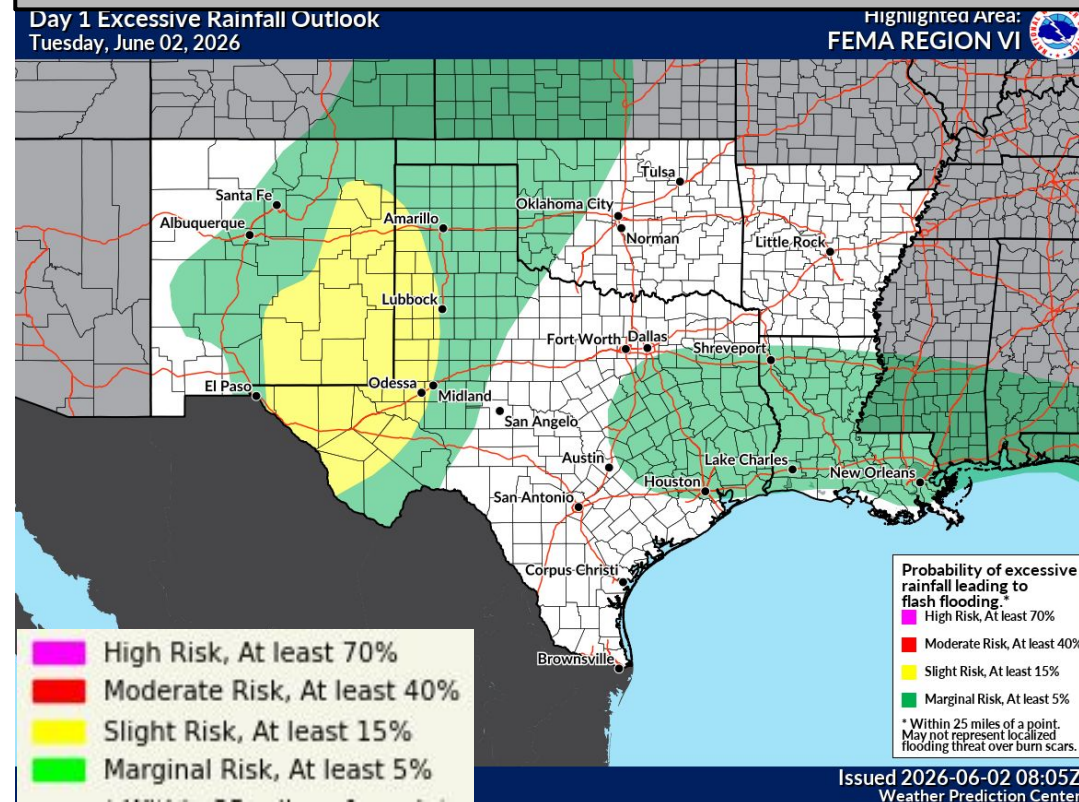 Day 1 Excessive Rainfall Outlook
Tuesday, June 02, 2026
Highlighted Area:
FEMA REGION VI
Santa Fe
Albuquerque
Amarillo
Tulsa
Oklahoma City
Norman
Little Rock
Lubbock
Fort Worth
Dallas
Shreveport
El Paso
Odessa
Midland
San Angelo
Austin
Lake Charles
Houston
New Orleans
San Antonio
Corpus Christi
Brownsville
Probability of excessive
rainfall leading to
flash flooding.*
High Risk, At least 70%
Moderate Risk, At least 40%
Slight Risk, At least 15%
Marginal Risk, At least 5%
* Within 25 miles of a point.
May not represent localized
flooding threat over burn scars.
High Risk, At least 70%
Moderate Risk, At least 40%
Slight Risk, At least 15%
Marginal Risk, At least 5%
Issued 2026-06-02 08:05Z
Weather Prediction Center